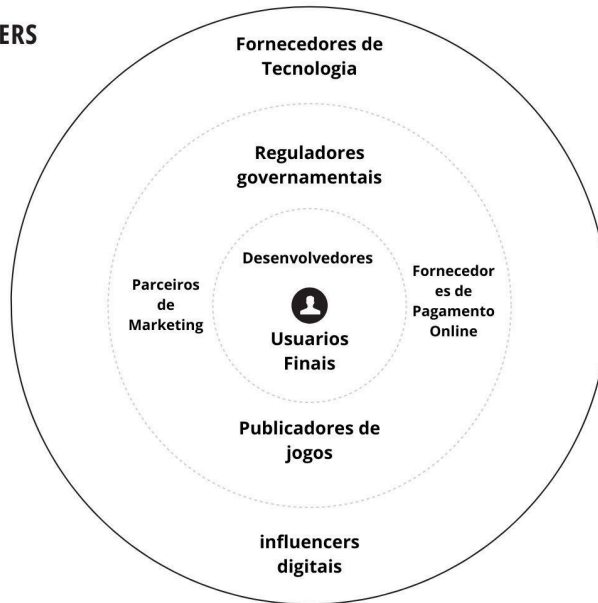 ERS
Fornecedores de
Tecnologia
Reguladores
governamentais
Desenvolvedores
Parceiros
de
Marketing
Fornecedor
es de
Pagamento
Online
Usuarios
Finais
Publicadores de
jogos
influencers
digitais